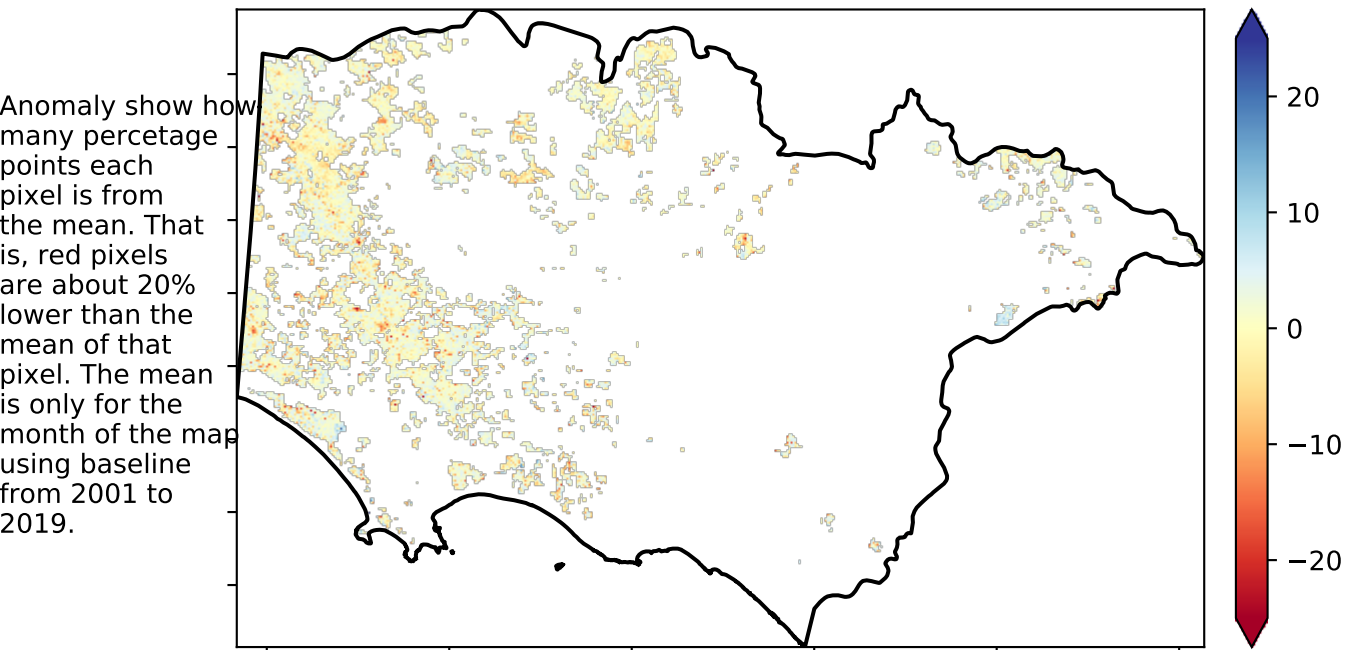 Anomaly show how
many percetage
points each
pixel is from
the mean. That
is, red pixels
are about 20%
lower than the
mean of that
pixel. The mean
is only for the
month of the map
using baseline
from 2001 to
2019.
20
10
0
−10
−20